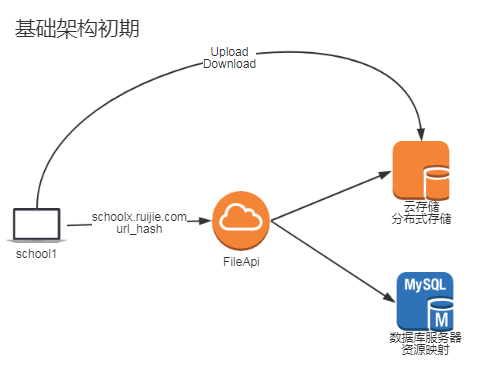 基础架构初期
Upload
Download
schoolx.ruijie.com
url_hash
school1
FileApi
云存储
分布式存储
MySQL
M
数据库服务器
资源映射